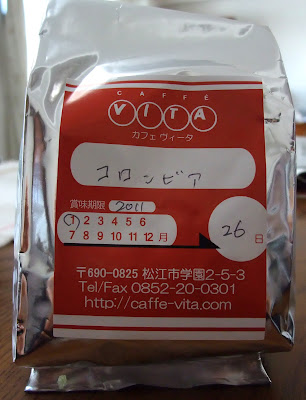 CAFFÉ
VITA
カフェ ヴィータ
コロンビア
賞味期限 2011
1 2 3 4 5 6
7 8 9 10 11 12 月 26 日
〒690-0825 松江市学園2-5-3
Tel/Fax 0852-20-0301
http://caffe-vita.com